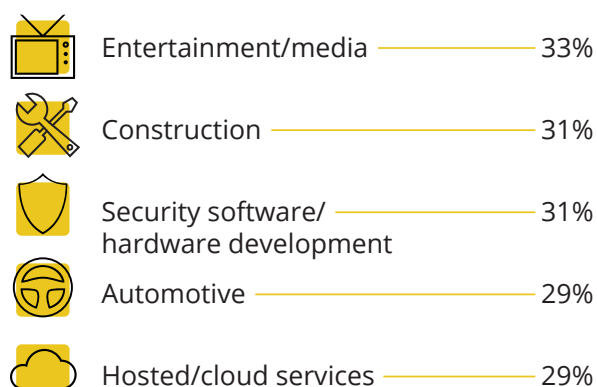 Entertainment/media 33%
Construction 31%
Security software/ 31%
hardware development
Automotive 29%
Hosted/cloud services 29%